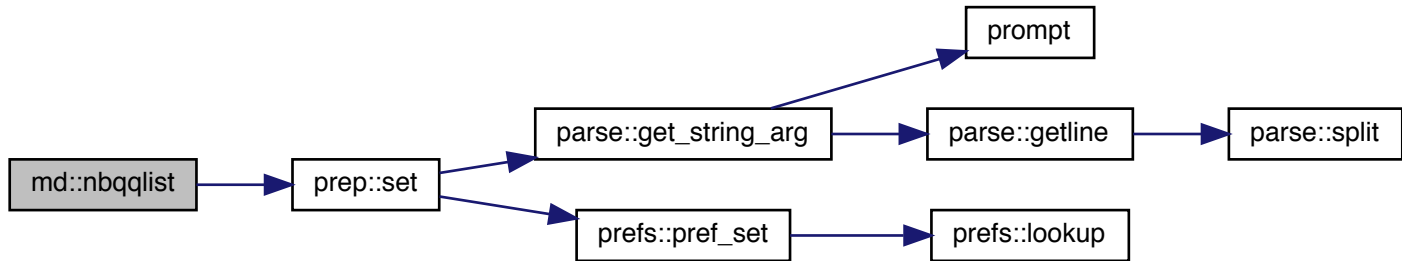 prompt
parse::get_string_arg
parse::getline
parse::split
md::nbqqlist
prep::set
prefs::pref_set
prefs::lookup